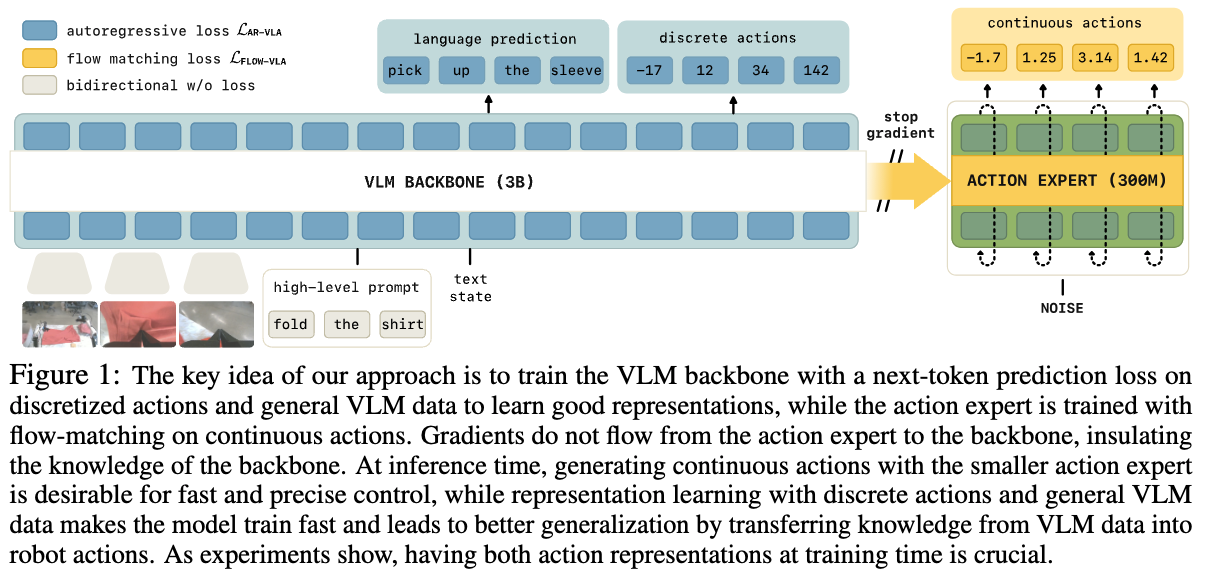 autoregressive loss ℒAR-VLA
flow matching loss ℒFLOW-VLA
bidirectional w/o loss
language prediction
pick up the sleeve
discrete actions
-17 12 34 142
continuous actions
-1.7 1.25 3.14 1.42
stop
gradient
VLM BACKBONE (3B)
ACTION EXPERT (300M)
high-level prompt
fold the shirt
text
state
NOISE
Figure 1: The key idea of our approach is to train the VLM backbone with a next-token prediction loss on
discretized actions and general VLM data to learn good representations, while the action expert is trained with
flow-matching on continuous actions. Gradients do not flow from the action expert to the backbone, insulating
the knowledge of the backbone. At inference time, generating continuous actions with the smaller action expert
is desirable for fast and precise control, while representation learning with discrete actions and general VLM
data makes the model train fast and leads to better generalization by transferring knowledge from VLM data into
robot actions. As experiments show, having both action representations at training time is crucial.